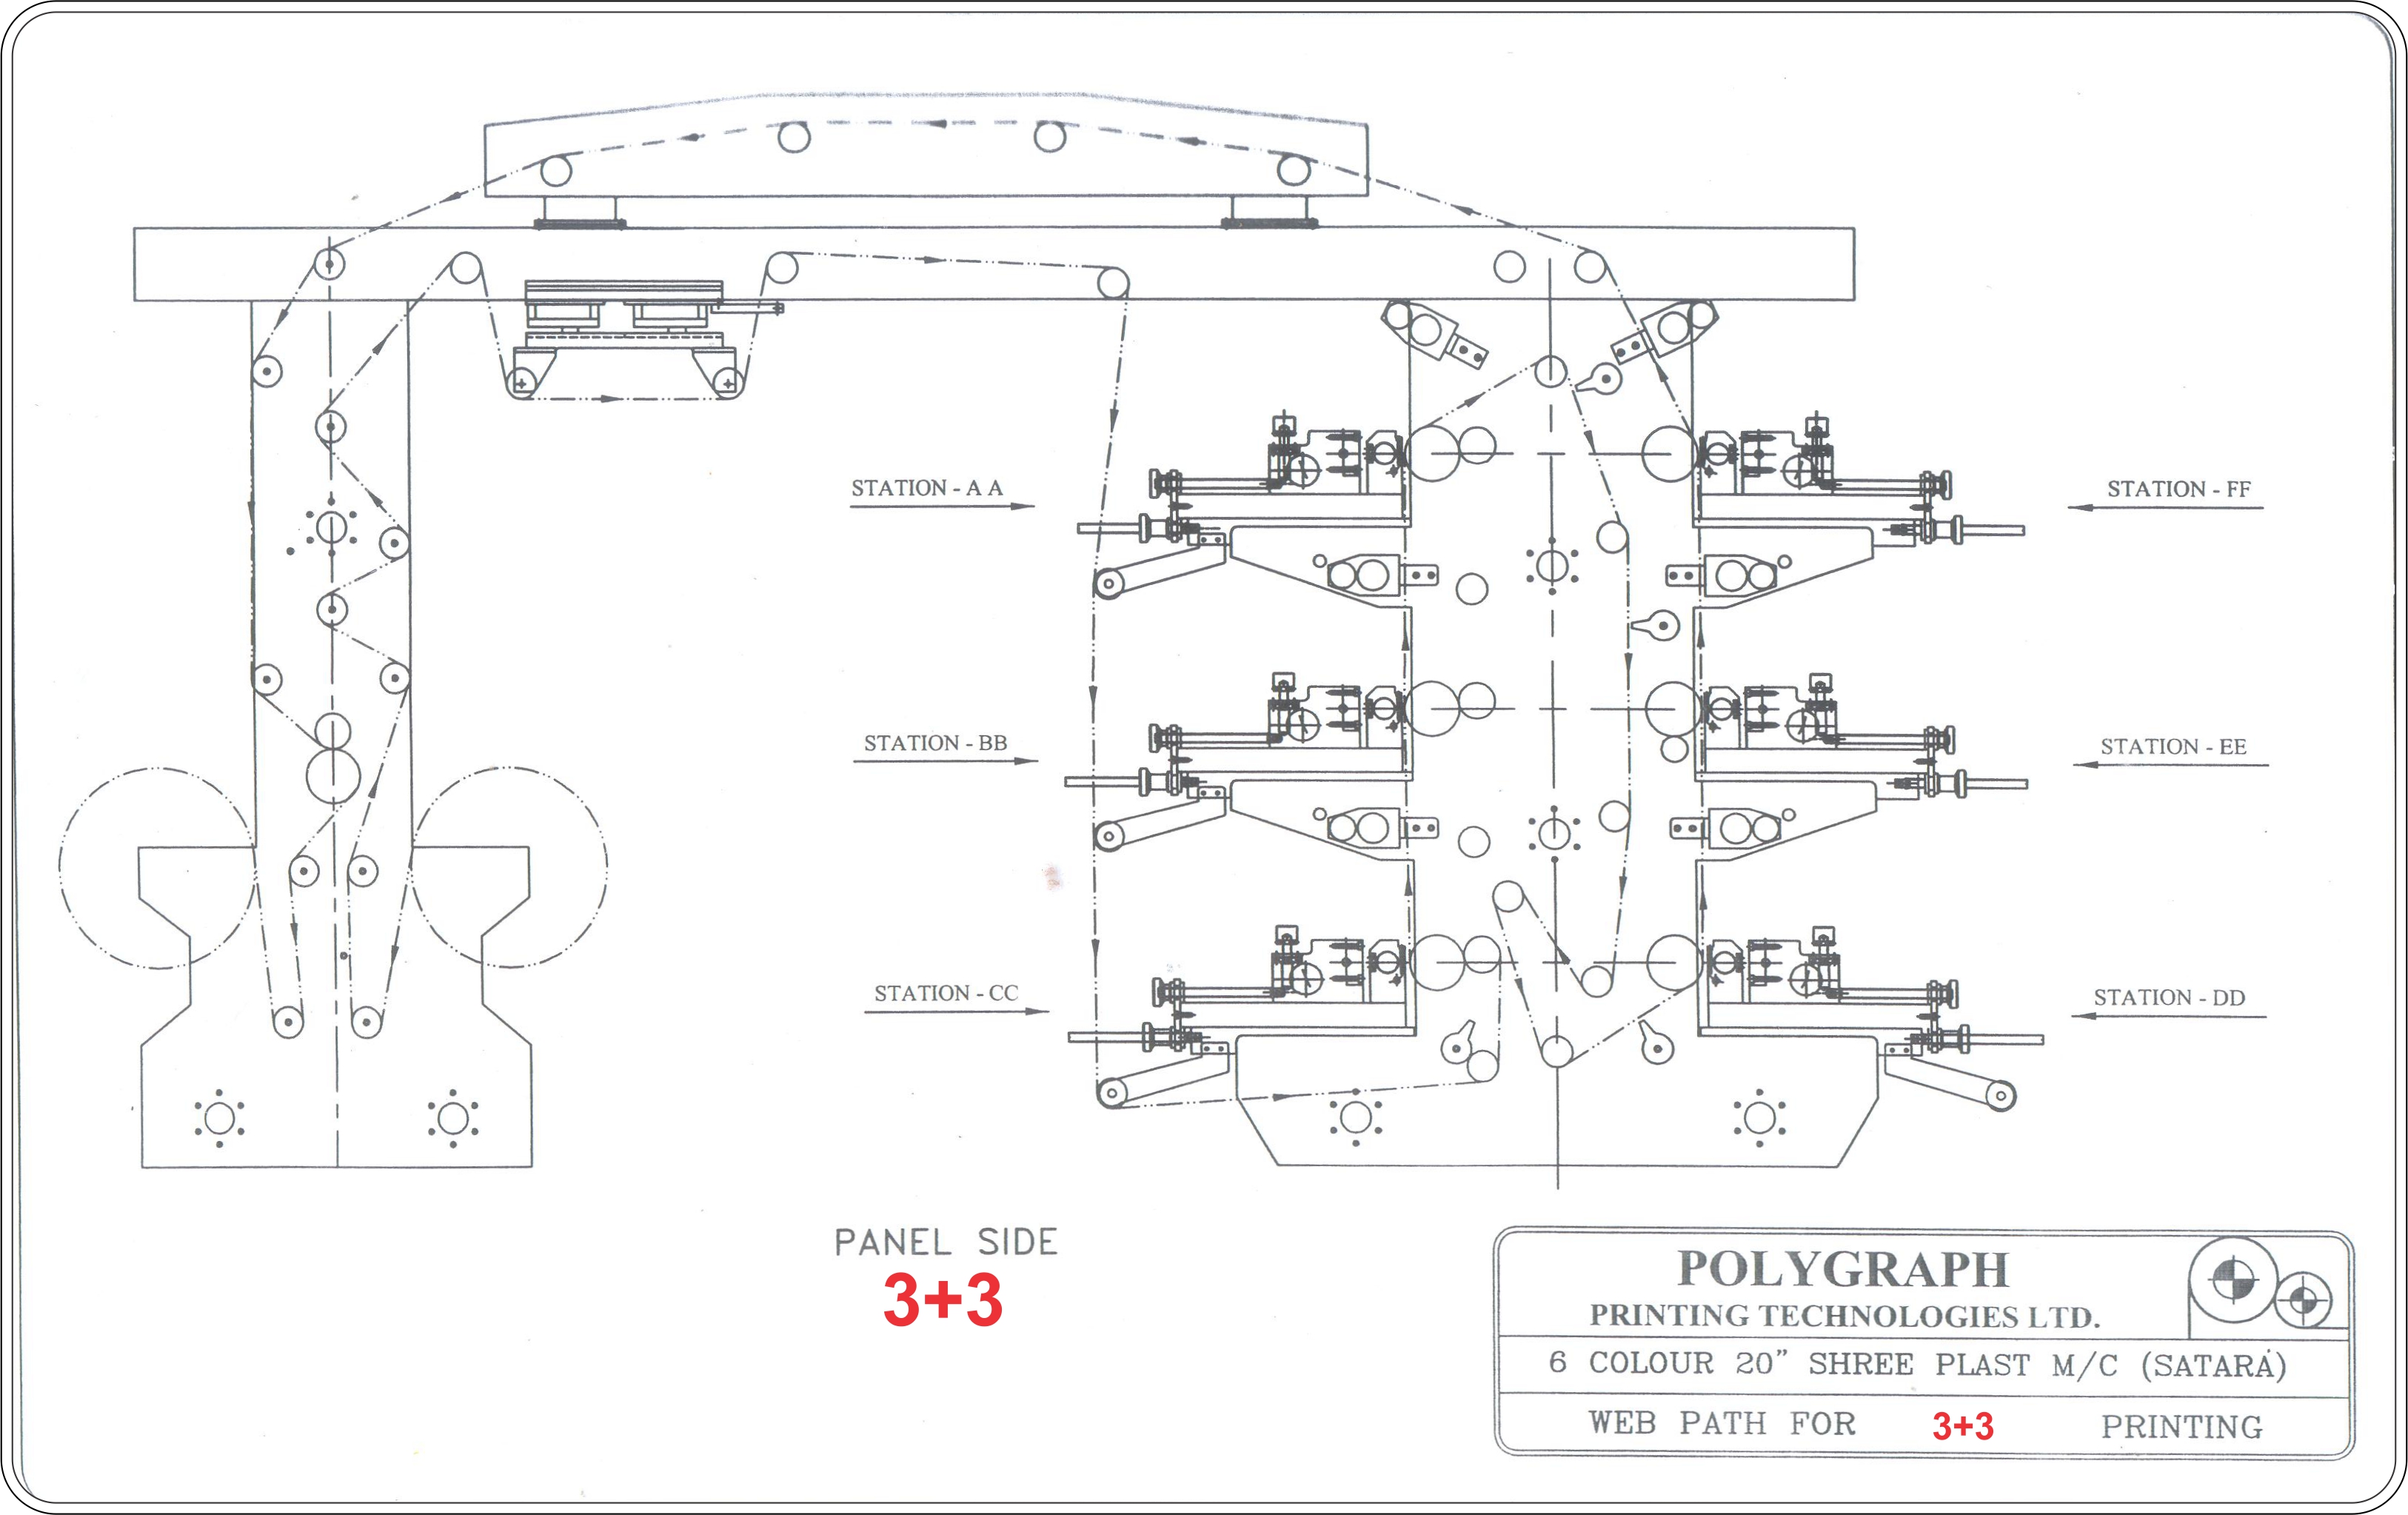 STATION - A A
STATION - FF
STATION - BB
STATION - EE
STATION - CC
STATION - DD
PANEL SIDE
3+3
POLYGRAPH
PRINTING TECHNOLOGIES LTD.
6 COLOUR 20" SHREE PLAST M/C (SATARA)
WEB PATH FOR 3+3 PRINTING